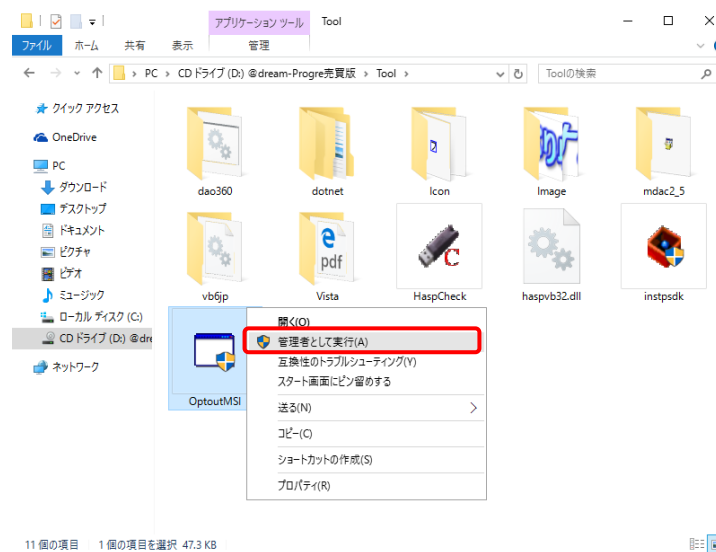 アプリケーション ツール Tool
ファイル ホーム 共有 表示 管理
PC > CD ドライブ (D:) @dream-Progre売買版 > Tool > Toolの検索
クイック アクセス
OneDrive
PC
ダウンロード
デスクトップ
ドキュメント
ピクチャ
ビデオ
ミュージック
ローカル ディスク (C:)
CD ドライブ (D:) @dre
ネットワーク
dao360 dotnet Icon Image mdac2_5
pdf
C
vb6jp Vista HaspCheck haspvb32.dll instpsdk
OptoutMSI
開く(O)
管理者として実行(A)
互換性のトラブルシューティング(Y)
スタート画面にピン留めする
送る(N)
コピー(C)
ショートカットの作成(S)
プロパティ(R)
11 個の項目 1 個の項目を選択 47.3 KB